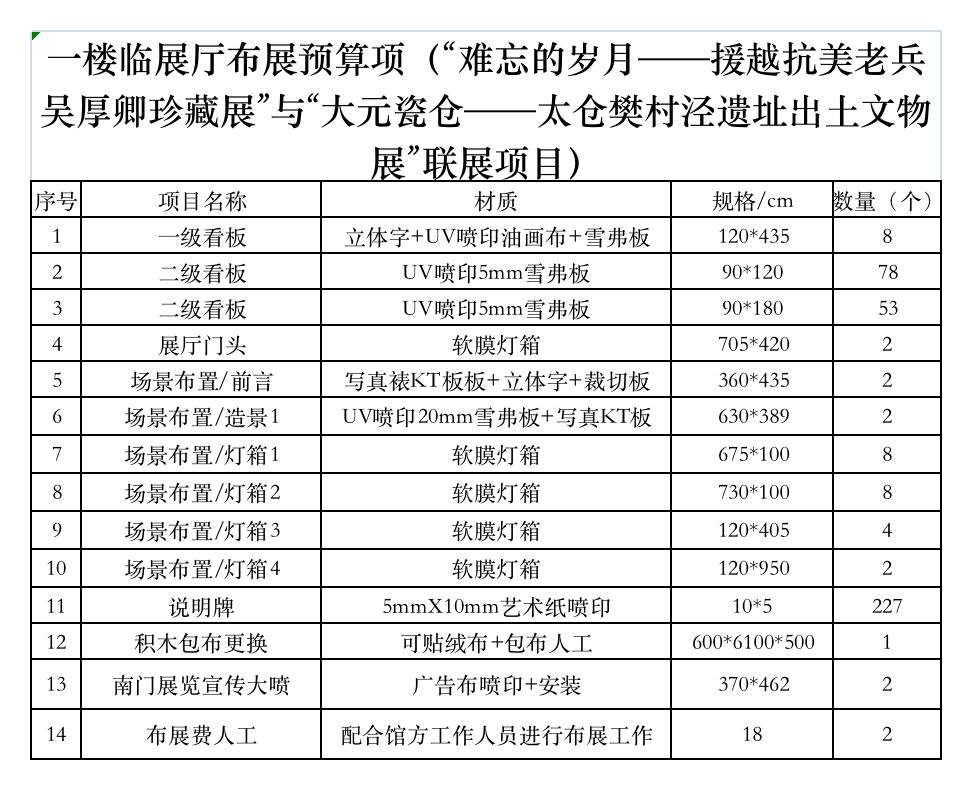 一楼临展厅布展预算项（“难忘的岁月——援越抗美老兵
吴厚卿珍藏展”与“大元瓷仓——太仓樊村泾遗址出土文物
展”联展项目）
序号 项目名称 材质 规格/cm 数量（个）
1 一级看板 立体字+UV喷印油画布+雪弗板 120*435 8
2 二级看板 UV喷印5mm雪弗板 90*120 78
3 二级看板 UV喷印5mm雪弗板 90*180 53
4 展厅门头 软膜灯箱 705*420 2
5 场景布置/前言 写真裱KT板板+立体字+裁切板 360*435 2
6 场景布置/造景1 UV喷印20mm雪弗板+写真KT板 630*389 2
7 场景布置/灯箱1 软膜灯箱 675*100 8
8 场景布置/灯箱2 软膜灯箱 730*100 8
9 场景布置/灯箱3 软膜灯箱 120*405 4
10 场景布置/灯箱4 软膜灯箱 120*950 2
11 说明牌 5mmX10mm艺术纸喷印 10*5 227
12 积木包布更换 可贴绒布+包布人工 600*6100*500 1
13 南门展览宣传大喷 广告布喷印+安装 370*462 2
14 布展费人工 配合馆方工作人员进行布展工作 18 2